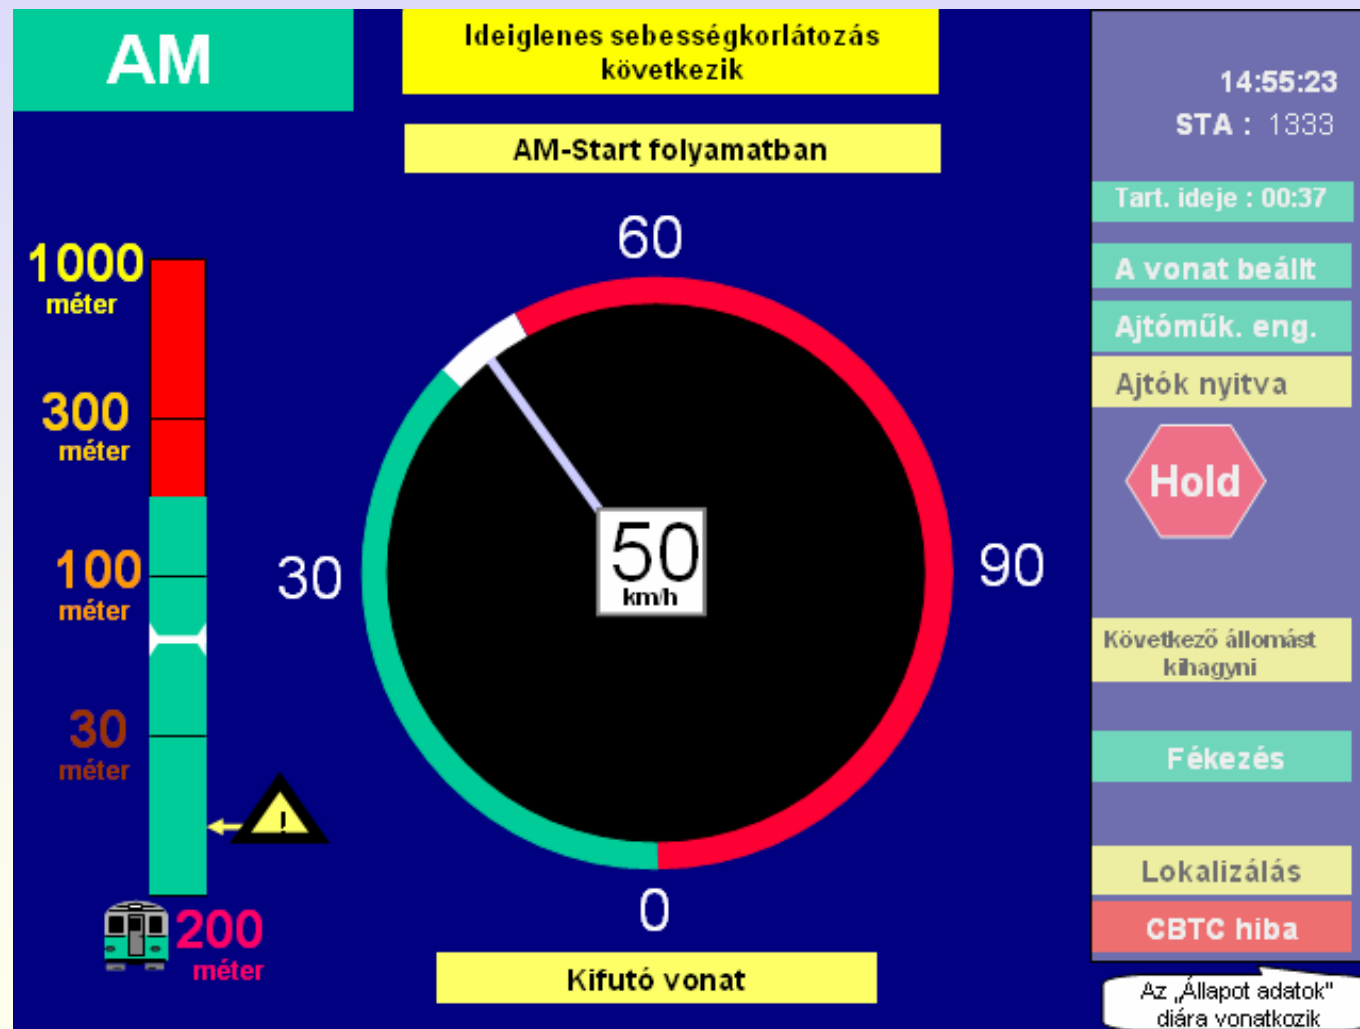 AM
Ideiglenes sebességkorlátozás
következik
AM-Start folyamatban
14:55:23
STA : 1333
Tart. ideje : 00:37
A vonat beállt
Ajtóműk. eng.
Ajtók nyitva
Hold
Következő állomást
kihagyni
Fékezés
Lokalizálás
CBTC hiba
1000
méter
300
méter
100
méter
30
méter
!
200
méter
60
30
90
0
50
km/h
Kifutó vonat
Az „Állapot adatok"
diára vonatkozik